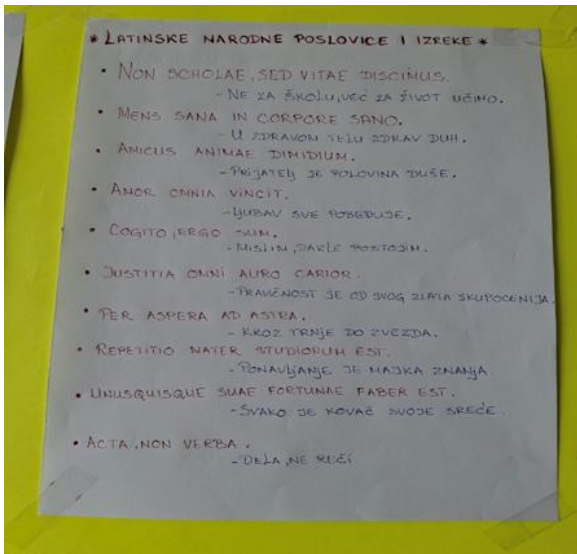 * LATINSKE NARODNE POSLOVICE I IZREKE *
• NON SCHOLAE, SED VITAE DISCIMUS.
- NE ZA ŠKOLU, VEĆ ZA ŽIVOT UČIMO.
• MENS SANA IN CORPORE SANO.
- U ZDRAVOM TELU ZDRAV DUH.
• AMICUS ANIMAE DIMIDIUM.
- PRIJATELJ JE POLOVINA DUŠE.
• AMOR OMNIA VINCIT.
- LJUBAV SVE POBEĐUJE.
• COGITO, ERGO SUM.
- MISLIM, DAKLE POSTOJIM.
• JUSTITIA OMNI AURO CARIOR.
- PRAVIČNOST JE OD SVOG ZLATA SKUPOCENIJA.
• PER ASPERA AD ASTRA.
- KROZ TRNJE DO ZVEZDA.
• REPETITIO MATER STUDIORUM EST.
- PONAVLJANJE JE MAJKA ZNANJA
• UNUSQUISQUE SUAE FORTUNAE FABER EST.
- SVAKO JE KOVAČ SVOJE SREĆE.
• ACTA, NON VERBA.
- DELA, NE REČI